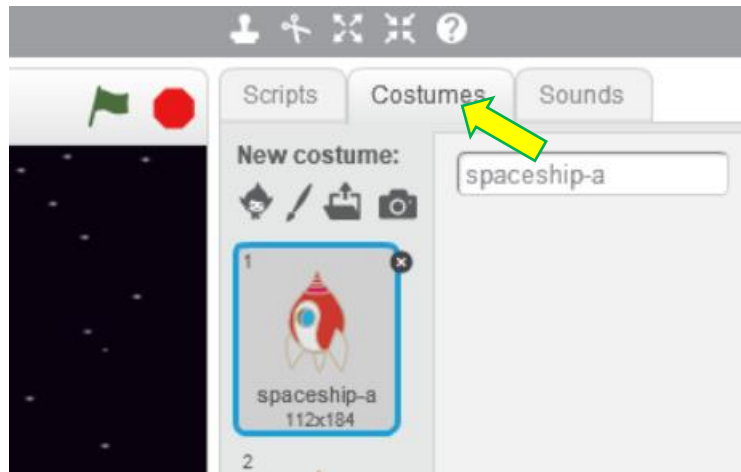 Scripts
Costumes
Sounds
New costume:
spaceship-a
1
spaceship-a
112x184
2